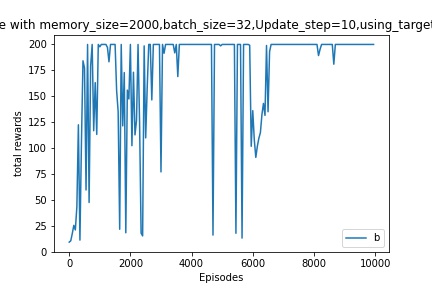 e with memory_size=2000,batch_size=32,Update_step=10,using_target
total rewards
200
175
150
125
100
75
50
25
0
0 2000 4000 6000 8000 10000
Episodes
b